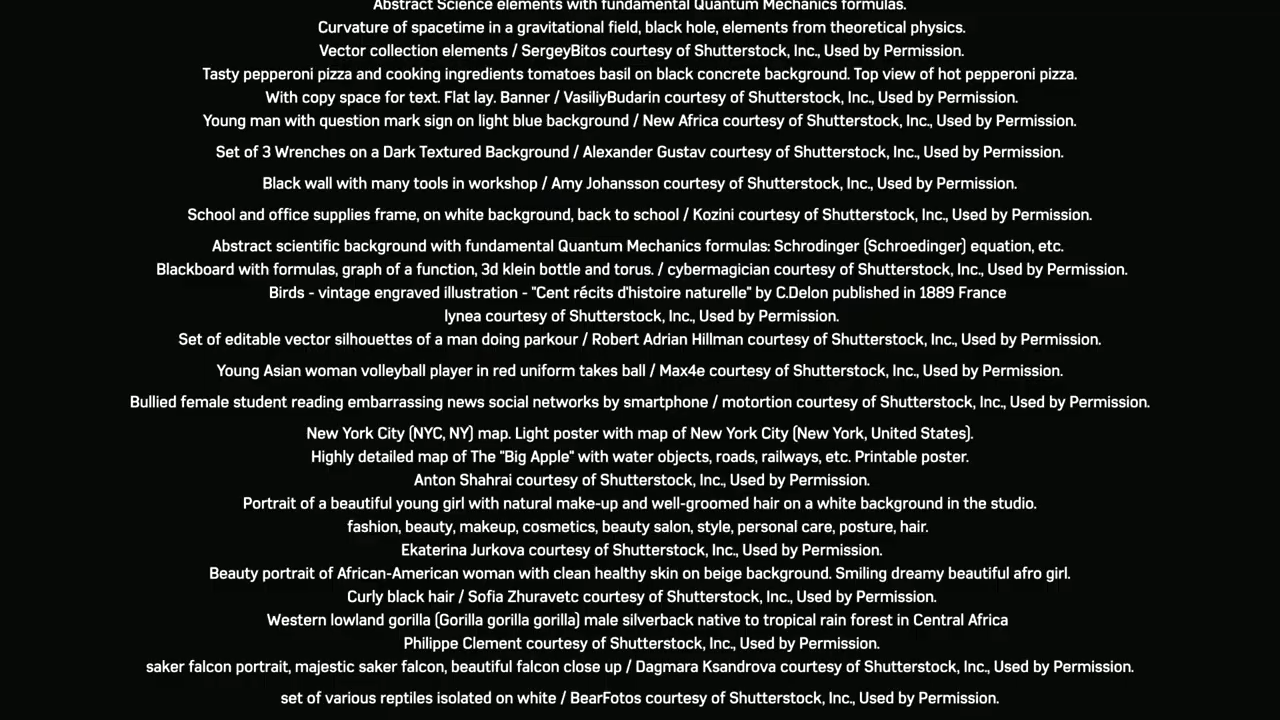 Abstract Science elements with fundamental Quantum Mechanics formulas.
Curvature of spacetime in a gravitational field, black hole, elements from theoretical physics.
Vector collection elements / SergeyBitos courtesy of Shutterstock, Inc., Used by Permission.
Tasty pepperoni pizza and cooking ingredients tomatoes basil on black concrete background. Top view of hot pepperoni pizza.
With copy space for text. Flat lay. Banner / VasiliyBudarin courtesy of Shutterstock, Inc., Used by Permission.
Young man with question mark sign on light blue background / New Africa courtesy of Shutterstock, Inc., Used by Permission.
Set of 3 Wrenches on a Dark Textured Background / Alexander Gustav courtesy of Shutterstock, Inc., Used by Permission.
Black wall with many tools in workshop / Amy Johansson courtesy of Shutterstock, Inc., Used by Permission.
School and office supplies frame, on white background, back to school / Kozini courtesy of Shutterstock, Inc., Used by Permission.
Abstract scientific background with fundamental Quantum Mechanics formulas: Schrodinger (Schroedinger) equation, etc.
Blackboard with formulas, graph of a function, 3d klein bottle and torus. / cybermagician courtesy of Shutterstock, Inc., Used by Permission.
Birds - vintage engraved illustration - "Cent récits d'histoire naturelle" by C.Delon published in 1889 France
lynea courtesy of Shutterstock, Inc., Used by Permission.
Set of editable vector silhouettes of a man doing parkour / Robert Adrian Hillman courtesy of Shutterstock, Inc., Used by Permission.
Young Asian woman volleyball player in red uniform takes ball / Max4e courtesy of Shutterstock, Inc., Used by Permission.
Bullied female student reading embarrassing news social networks by smartphone / motortion courtesy of Shutterstock, Inc., Used by Permission.
New York City (NYC, NY) map. Light poster with map of New York City (New York, United States).
Highly detailed map of The "Big Apple" with water objects, roads, railways, etc. Printable poster.
Anton Shahrai courtesy of Shutterstock, Inc., Used by Permission.
Portrait of a beautiful young girl with natural make-up and well-groomed hair on a white background in the studio.
fashion, beauty, makeup, cosmetics, beauty salon, style, personal care, posture, hair.
Ekaterina Jurkova courtesy of Shutterstock, Inc., Used by Permission.
Beauty portrait of African-American woman with clean healthy skin on beige background. Smiling dreamy beautiful afro girl.
Curly black hair / Sofia Zhuravetc courtesy of Shutterstock, Inc., Used by Permission.
Western lowland gorilla (Gorilla gorilla gorilla) male silverback native to tropical rain forest in Central Africa
Philippe Clement courtesy of Shutterstock, Inc., Used by Permission.
saker falcon portrait, majestic saker falcon, beautiful falcon close up / Dagmara Ksandrova courtesy of Shutterstock, Inc., Used by Permission.
set of various reptiles isolated on white / BearFotos courtesy of Shutterstock, Inc., Used by Permission.